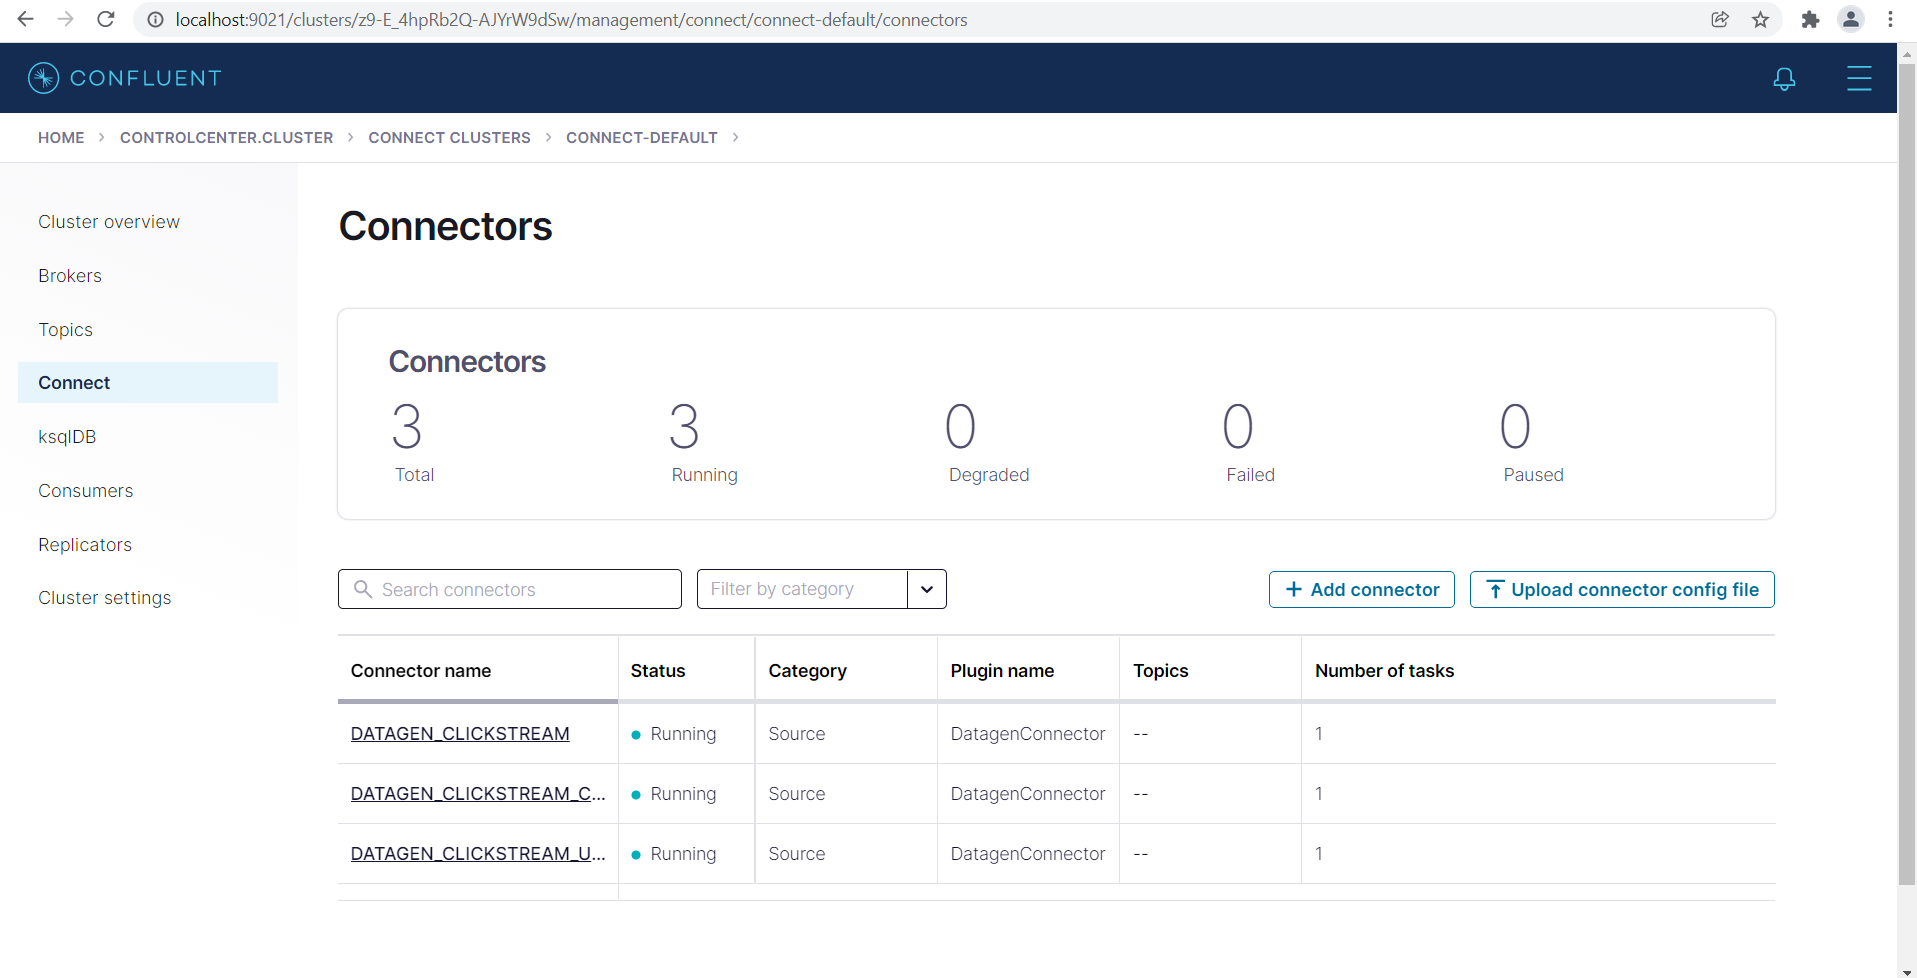 localhost:9021/clusters/z9-E_4hpRb2Q-AJYrW9dSw/management/connect/connect-default/connectors
CONFLUENT
HOME > CONTROLCENTER.CLUSTER > CONNECT CLUSTERS > CONNECT-DEFAULT >
Cluster overview
Brokers
Topics
Connect
ksqlDB
Consumers
Replicators
Cluster settings
Connectors
Connectors
3 3 0 0 0
Total Running Degraded Failed Paused
Search connectors Filter by category + Add connector Upload connector config file
Connector name Status Category Plugin name Topics Number of tasks
DATAGEN_CLICKSTREAM Running Source DatagenConnector -- 1
DATAGEN_CLICKSTREAM_C... Running Source DatagenConnector -- 1
DATAGEN_CLICKSTREAM_U... Running Source DatagenConnector -- 1